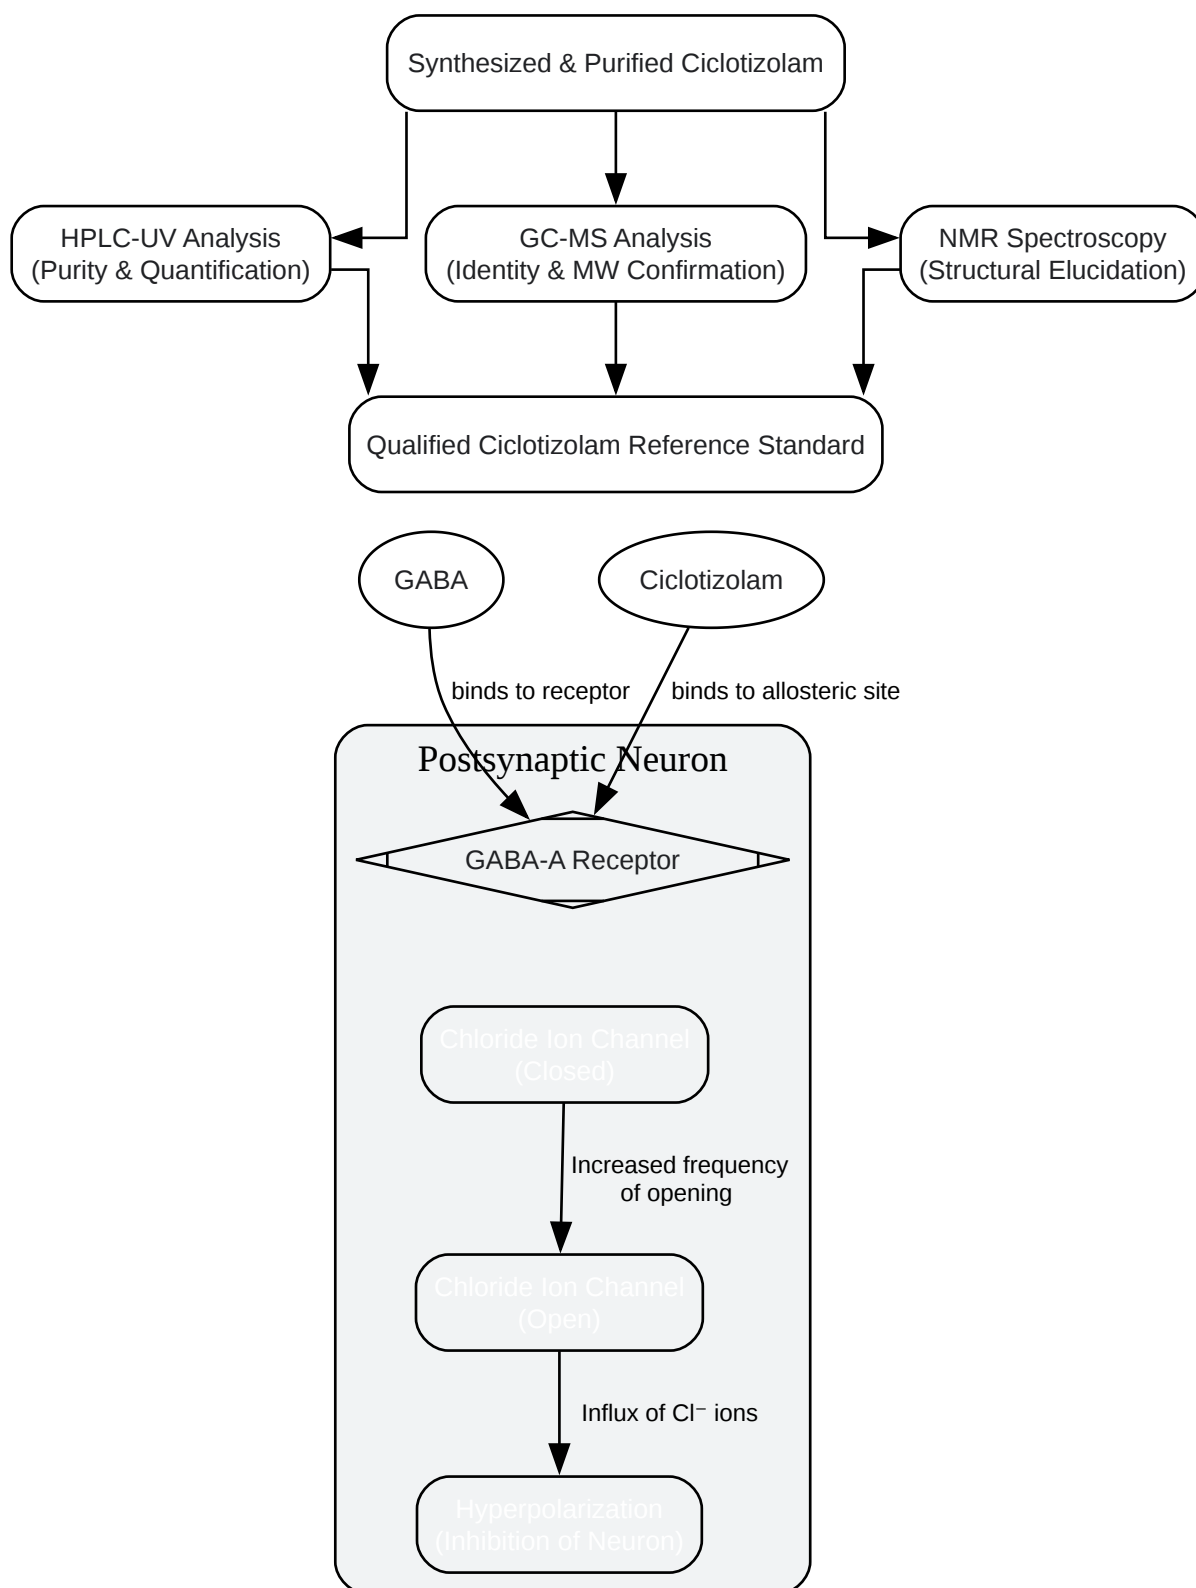 Synthesized & Purified Ciclotizolam
HPLC-UV Analysis
(Purity & Quantification)
GC-MS Analysis
(Identity & MW Confirmation)
NMR Spectroscopy
(Structural Elucidation)
Qualified Ciclotizolam Reference Standard
GABA
Ciclotizolam
binds to receptor
binds to allosteric site
Postsynaptic Neuron
GABA-A Receptor
Chloride Ion Channel
(Closed)
Increased frequency
of opening
Chloride Ion Channel
(Open)
Influx of Cl⁻ ions
Hyperpolarization
(Inhibition of Neuron)